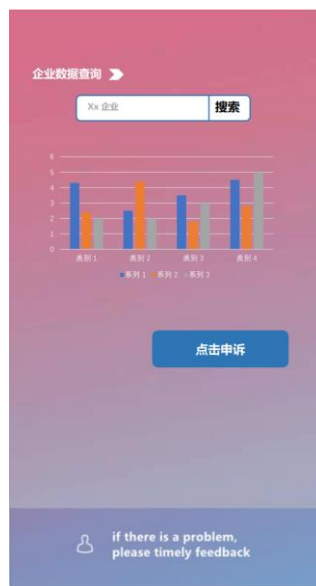 企业数据查询
Xx 企业 搜索
6
5
4
3
2
1
0
类别 1 类别 2 类别 3 类别 4
系列 1 系列 2 系列 3
点击申诉
if there is a problem,
please timely feedback